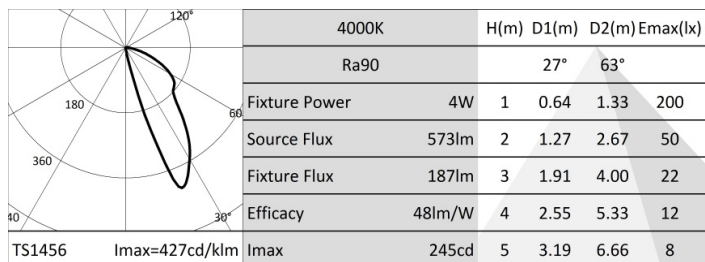 120°
180
60
360
40
30°
TS1456 Imax=427cd/klm
4000K H(m) D1(m) D2(m) Emax(lx)
Ra90 27° 63°
Fixture Power 4W 1 0.64 1.33 200
Source Flux 573lm 2 1.27 2.67 50
Fixture Flux 187lm 3 1.91 4.00 22
Efficacy 48lm/W 4 2.55 5.33 12
Imax 245cd 5 3.19 6.66 8